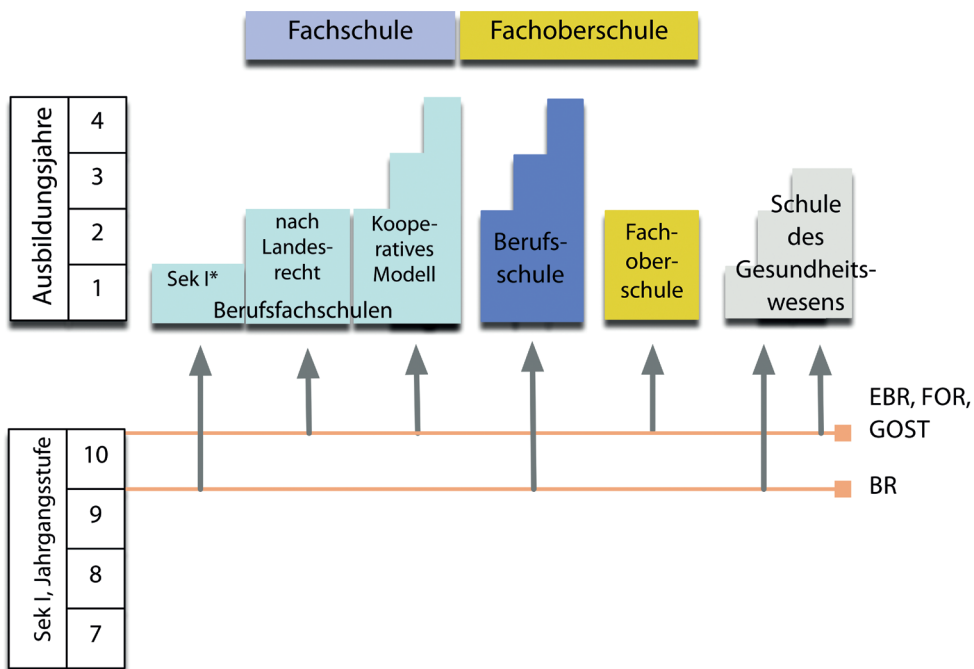 Fachschule
Fachoberschule
Ausbildungsjahre
4
3
2
1
Sek I*
nach
Landes-
recht
Koope-
ratives
Modell
Berufsfachschulen
Berufs-
schule
Fach-
ober-
schule
Schule
des
Gesundheits-
wesens
EBR, FOR,
GOST
BR
Sek I, Jahrgangsstufe
10
9
8
7